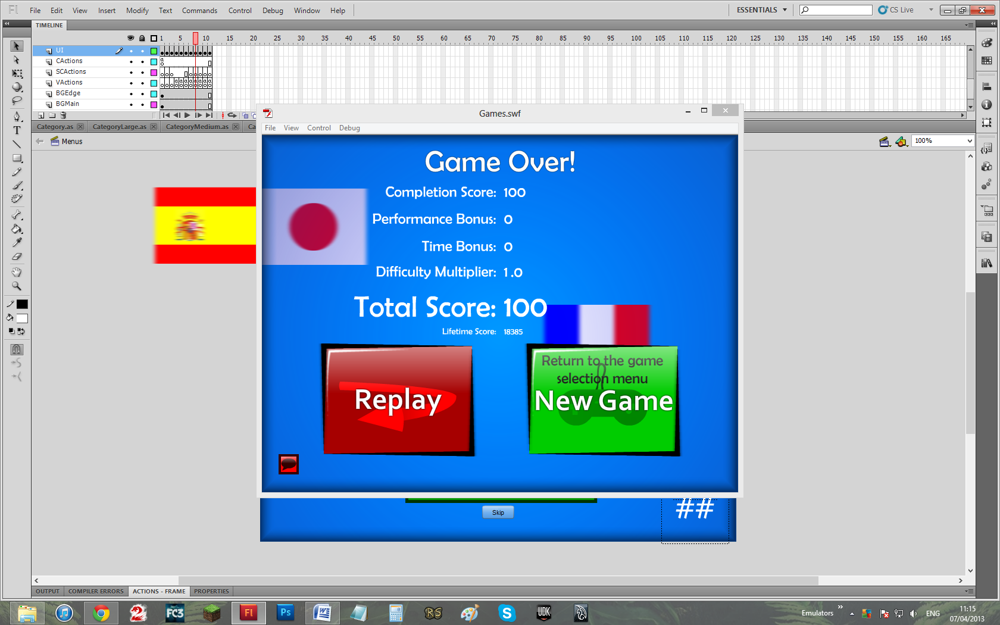 Fl File Edit View Insert Modify Text Commands Control Debug Window Help ESSENTIALS CS Live
TIMELINE
1 5 10 15 20 25 30 35 40 45 50 55 60 65 70 75 80 85 90 95 100 105 110 115 120 125 130 135 140 145 150 155 160 165
UI
CActions
SCActions
VActions
BGEdge
BGMain
Category.as CategoryLarge.as CategoryMedium.as Ca
Menus
100%
Games.swf
File View Control Debug
Game Over!
Completion Score: 100
Performance Bonus: 0
Time Bonus: 0
Difficulty Multiplier: 1.0
Total Score: 100
Lifetime Score: 18385
Replay
Return to the game
selection menu
New Game
Skip
##
OUTPUT COMPILER ERRORS ACTIONS - FRAME PROPERTIES
2 FC3 Fl Ps W RS S UDK Emulators » ENG
11:15
07/04/2013